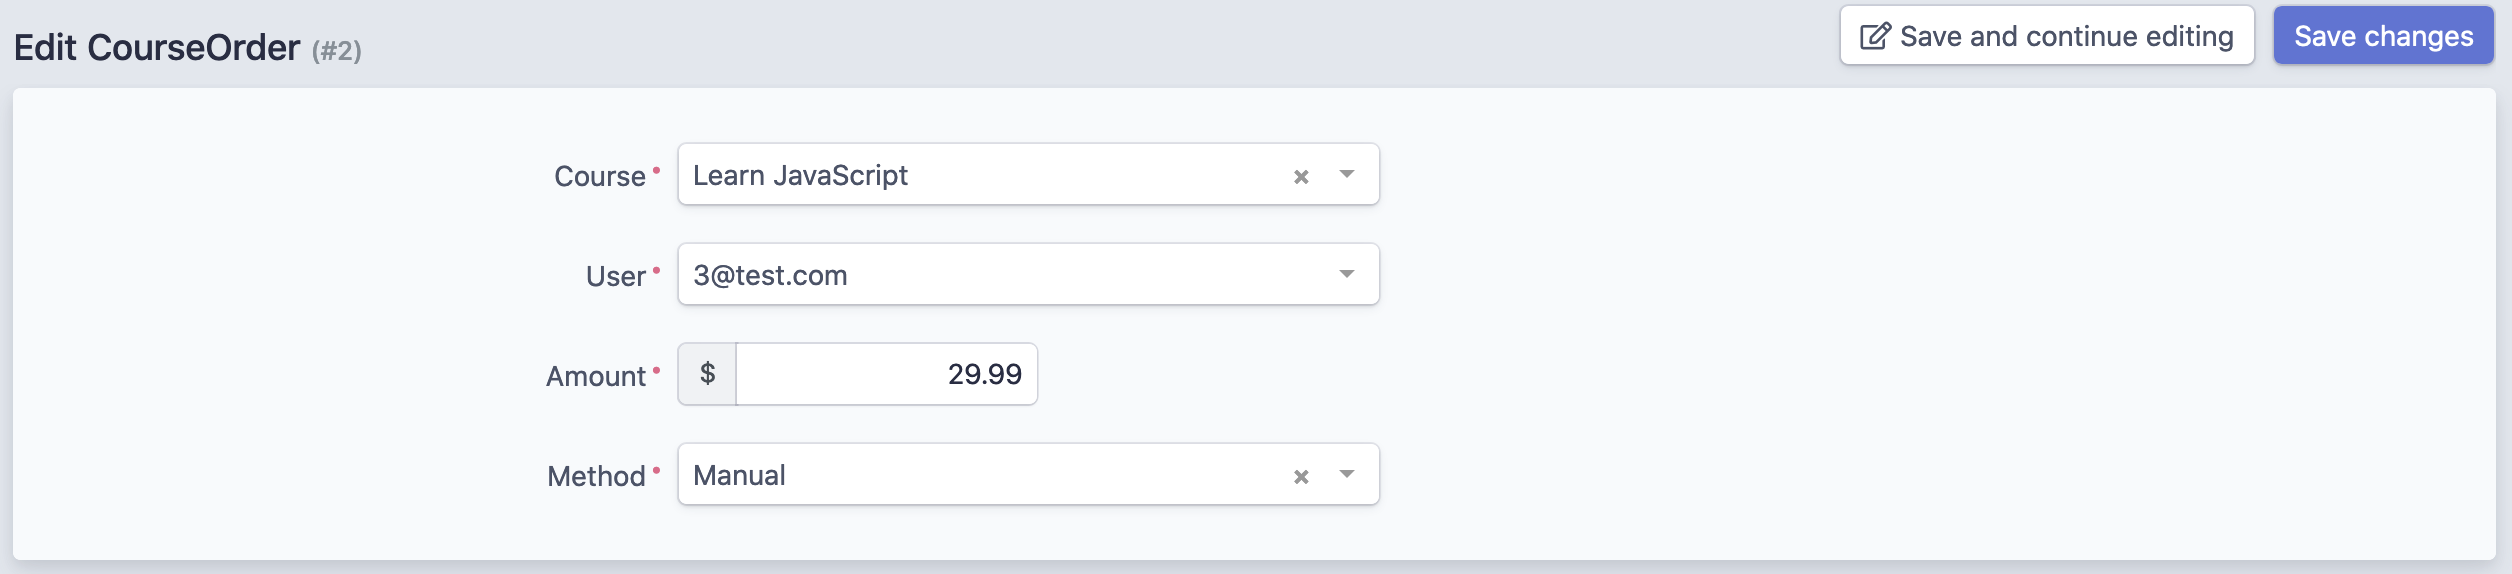 Edit CourseOrder (#2)
Save and continue editing
Save changes
Course
Learn JavaScript
User
3@test.com
Amount
$ 29.99
Method
Manual